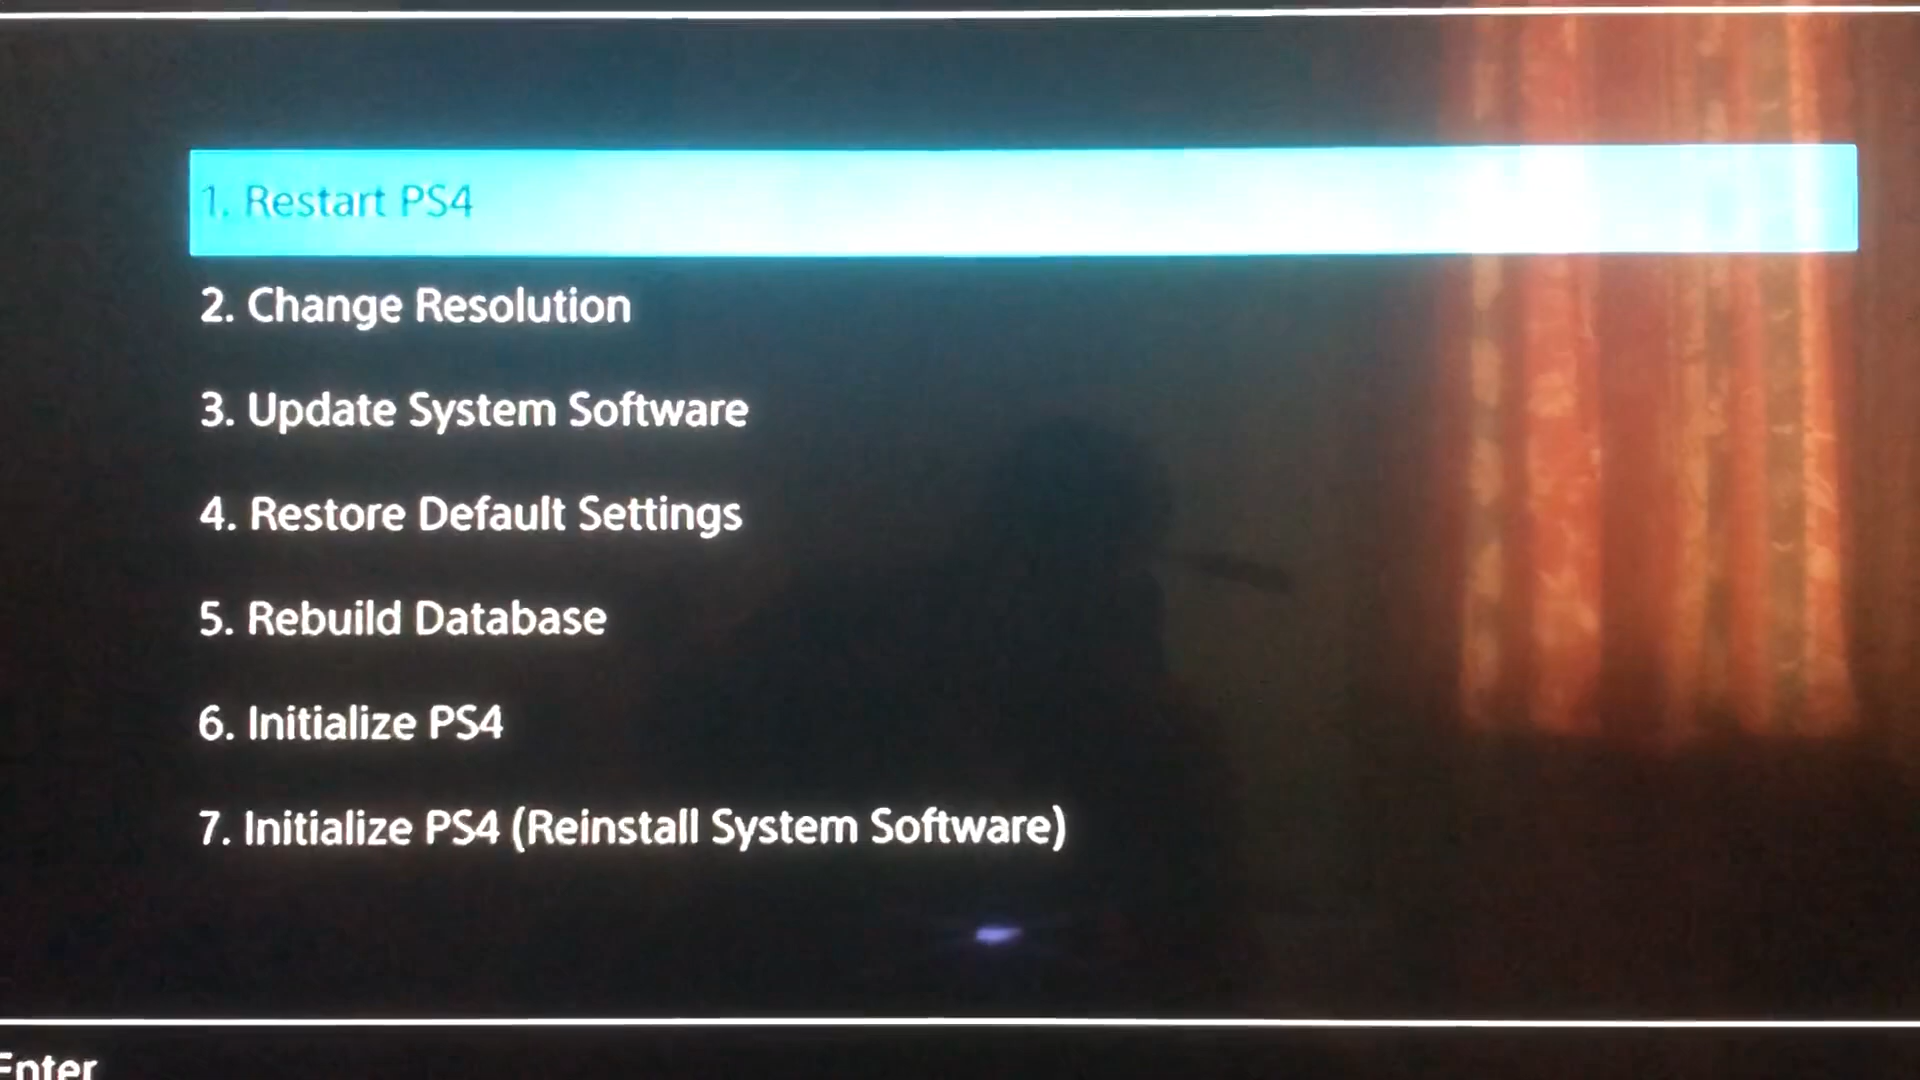 1. Restart PS4
2. Change Resolution
3. Update System Software
4. Restore Default Settings
5. Rebuild Database
6. Initialize PS4
7. Initialize PS4 (Reinstall System Software)
Enter